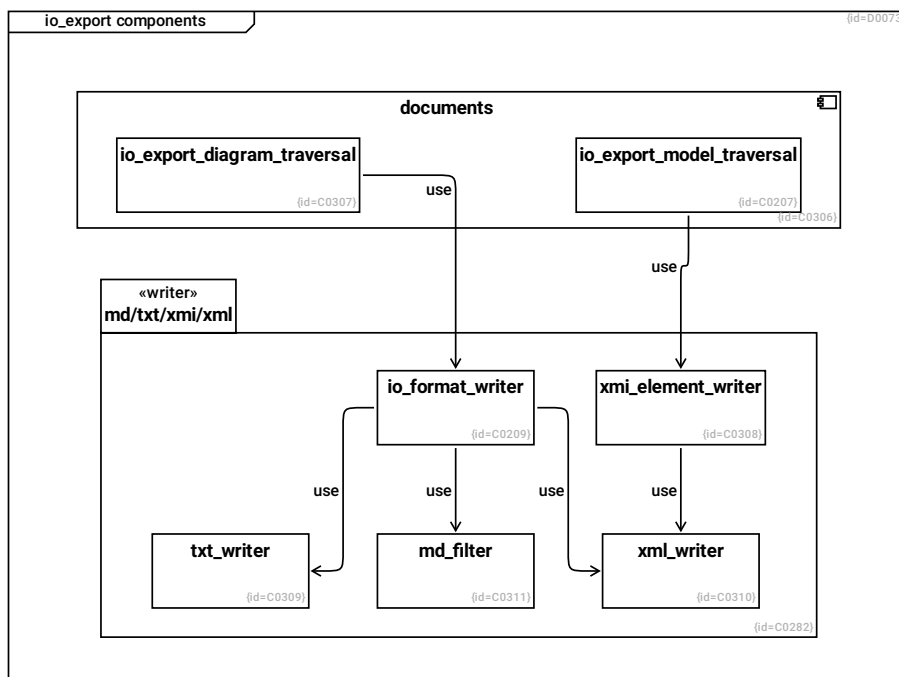 io_export components
{id=D0073
documents
io_export_diagram_traversal
{id=C0307}
io_export_model_traversal
{id=C0207}
{id=C0306}
use
use
«writer»
md/txt/xmi/xml
io_format_writer
{id=C0209}
xmi_element_writer
{id=C0308}
use
use
use
use
txt_writer
{id=C0309}
md_filter
{id=C0311}
xml_writer
{id=C0310}
{id=C0282}